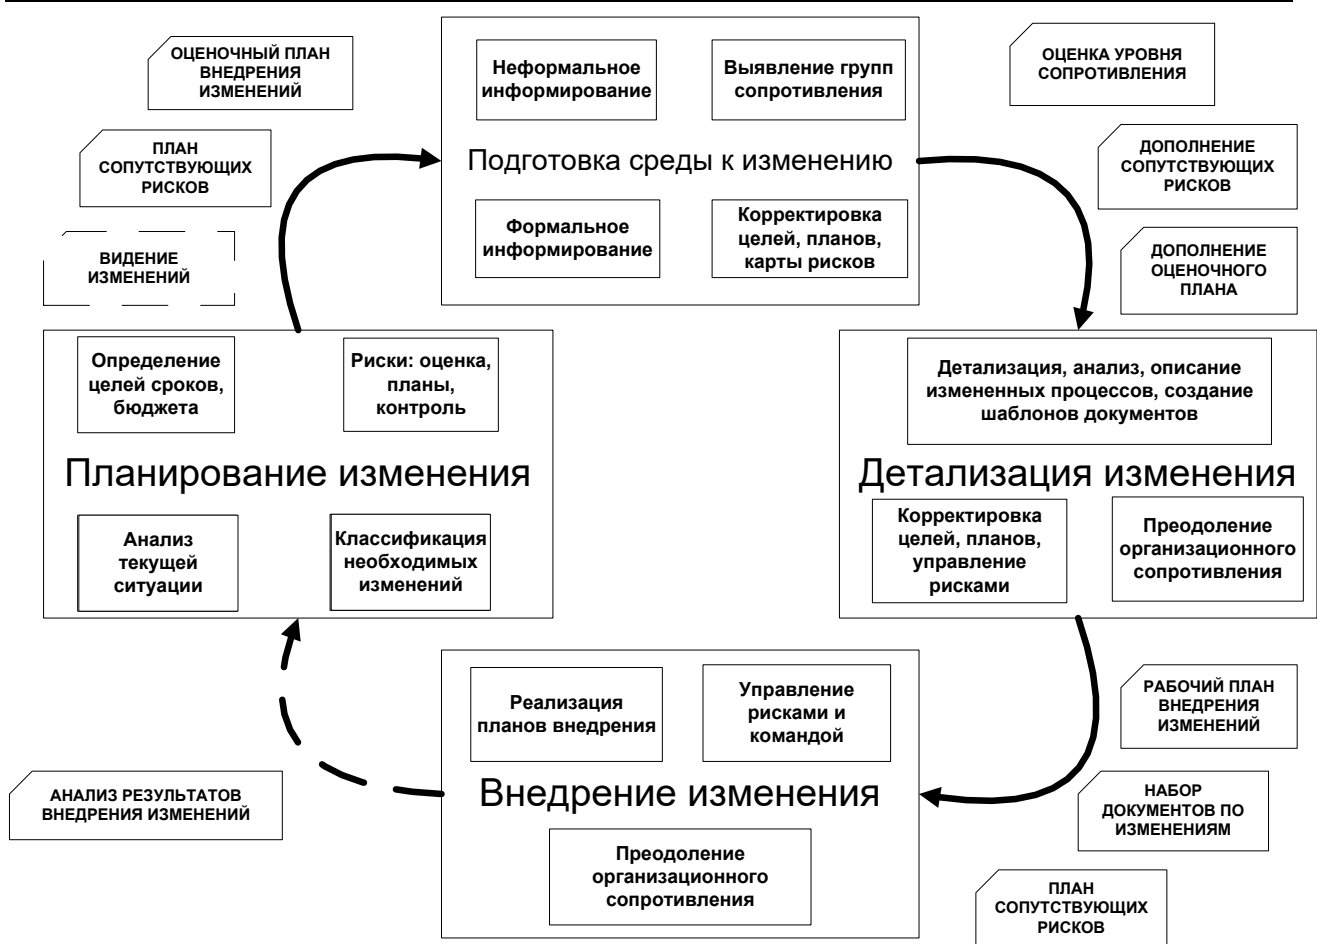 ОЦЕНОЧНЫЙ ПЛАН
ВНЕДРЕНИЯ
ИЗМЕНЕНИЙ
ПЛАН
СОПУТСТВУЮЩИХ
РИСКОВ
ВИДЕНИЕ
ИЗМЕНЕНИЙ
Неформальное
информирование
Выявление групп
сопротивления
Подготовка среды к изменению
Формальное
информирование
Корректировка
целей, планов,
карты рисков
ОЦЕНКА УРОВНЯ
СОПРОТИВЛЕНИЯ
ДОПОЛНЕНИЕ
СОПУТСТВУЮЩИХ
РИСКОВ
ДОПОЛНЕНИЕ
ОЦЕНОЧНОГО
ПЛАНА
Определение
целей сроков,
бюджета
Риски: оценка,
планы,
контроль
Планирование изменения
Анализ
текущей
ситуации
Классификация
необходимых
изменений
Детализация, анализ, описание
измененных процессов, создание
шаблонов документов
Детализация изменения
Корректировка
целей, планов,
управление
рисками
Преодоление
организационного
сопротивления
Реализация
планов внедрения
Управление
рисками и
командой
Внедрение изменения
Преодоление
организационного
сопротивления
РАБОЧИЙ ПЛАН
ВНЕДРЕНИЯ
ИЗМЕНЕНИЙ
НАБОР
ДОКУМЕНТОВ ПО
ИЗМЕНЕНИЯМ
ПЛАН
СОПУТСТВУЮЩИХ
РИСКОВ
АНАЛИЗ РЕЗУЛЬТАТОВ
ВНЕДРЕНИЯ ИЗМЕНЕНИЙ